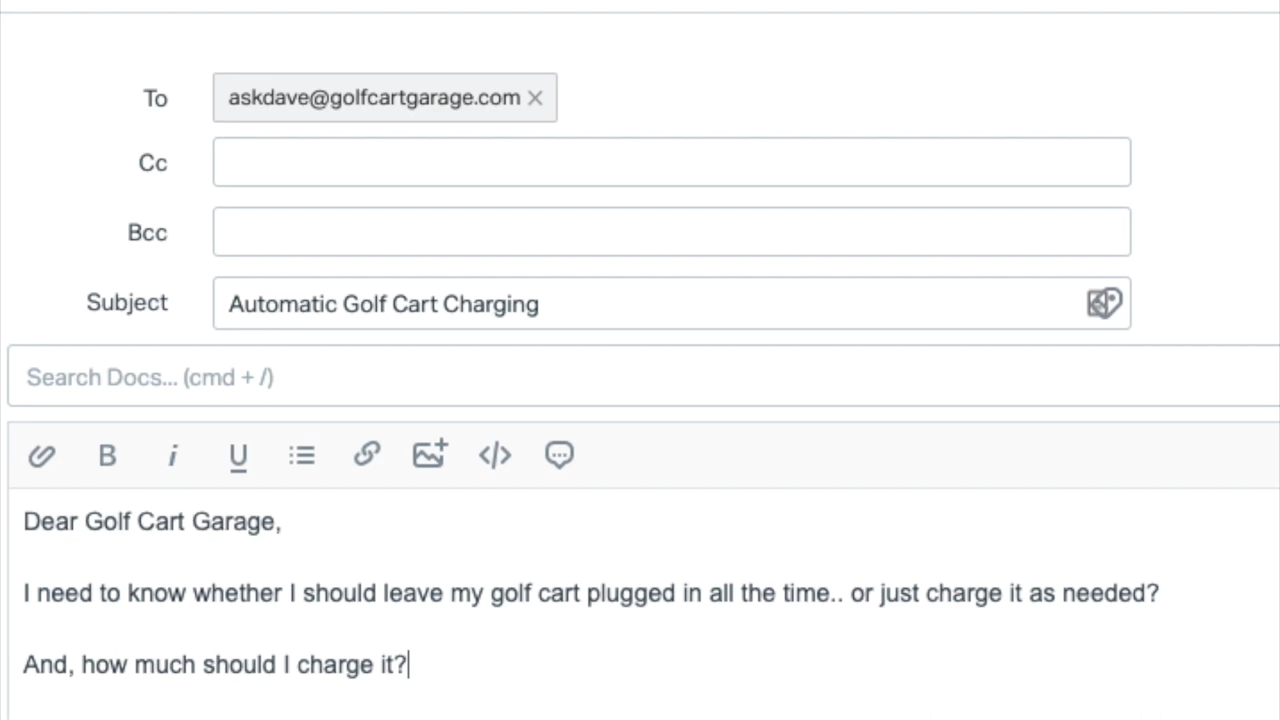 To
askdave@golfcartgarage.com
Cc
Bcc
Subject
Automatic Golf Cart Charging
Search Docs... (cmd + /)
B i U
Dear Golf Cart Garage,
I need to know whether I should leave my golf cart plugged in all the time.. or just charge it as needed?
And, how much should I charge it?